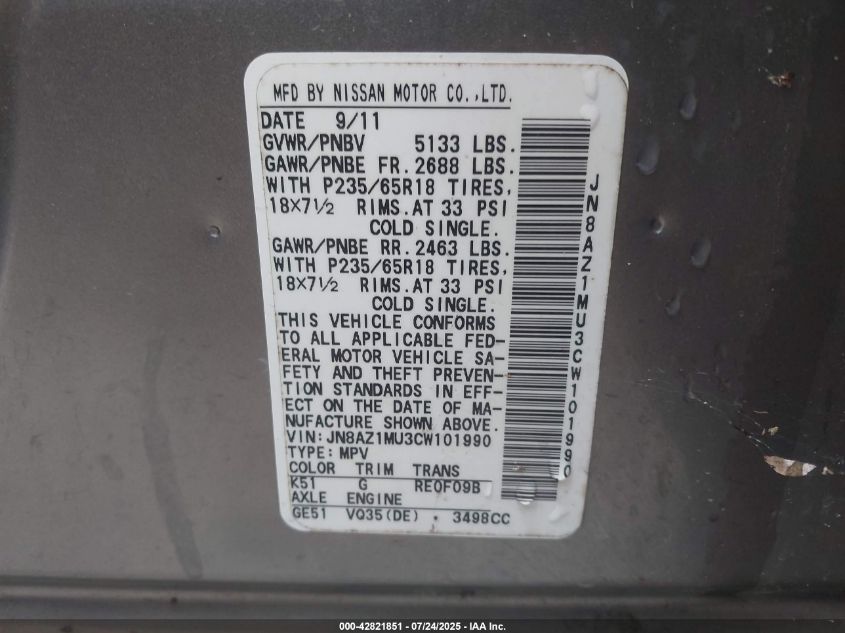 MFD BY NISSAN MOTOR CO.,LTD.
DATE 9/11
GVWR/PNBV 5133 LBS.
GAWR/PNBE FR. 2688 LBS.
WITH P235/65R18 TIRES,
18×7½ RIMS.AT 33 PSI
COLD SINGLE.
GAWR/PNBE RR. 2463 LBS.
WITH P235/65R18 TIRES,
18×7½ RIMS.AT 33 PSI
COLD SINGLE.
THIS VEHICLE CONFORMS
TO ALL APPLICABLE FED-
ERAL MOTOR VEHICLE SA-
FETY AND THEFT PREVEN-
TION STANDARDS IN EFF-
ECT ON THE DATE OF MA-
NUFACTURE SHOWN ABOVE.
VIN:JN8AZ1MU3CW101990
TYPE: MPV
COLOR TRIM TRANS
K51 G RE0F09B
AXLE ENGINE
GE51 VQ35(DE) • 3498CC
JN8AZ1MU3CW101990
000-42821851 | 07/24/2025 | IAA Inc.